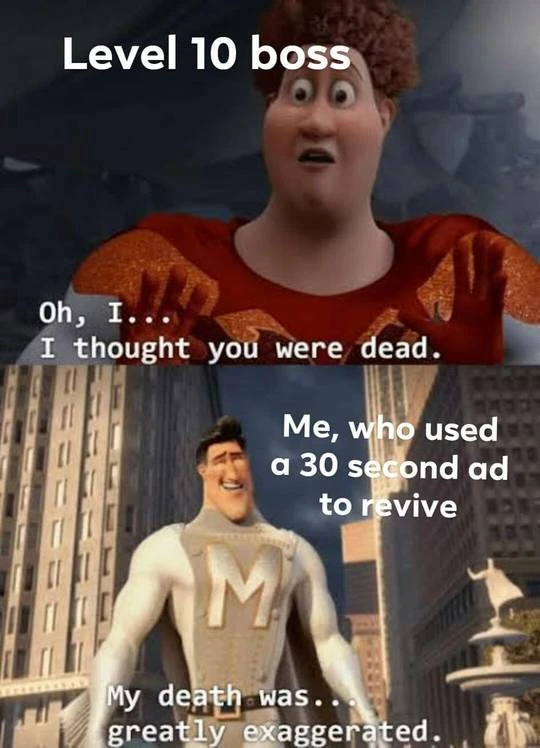 Level 10 boss
Oh, I...
I thought you were dead.
Me, who used
a 30 second ad
to revive
M
My death was...
greatly exaggerated.